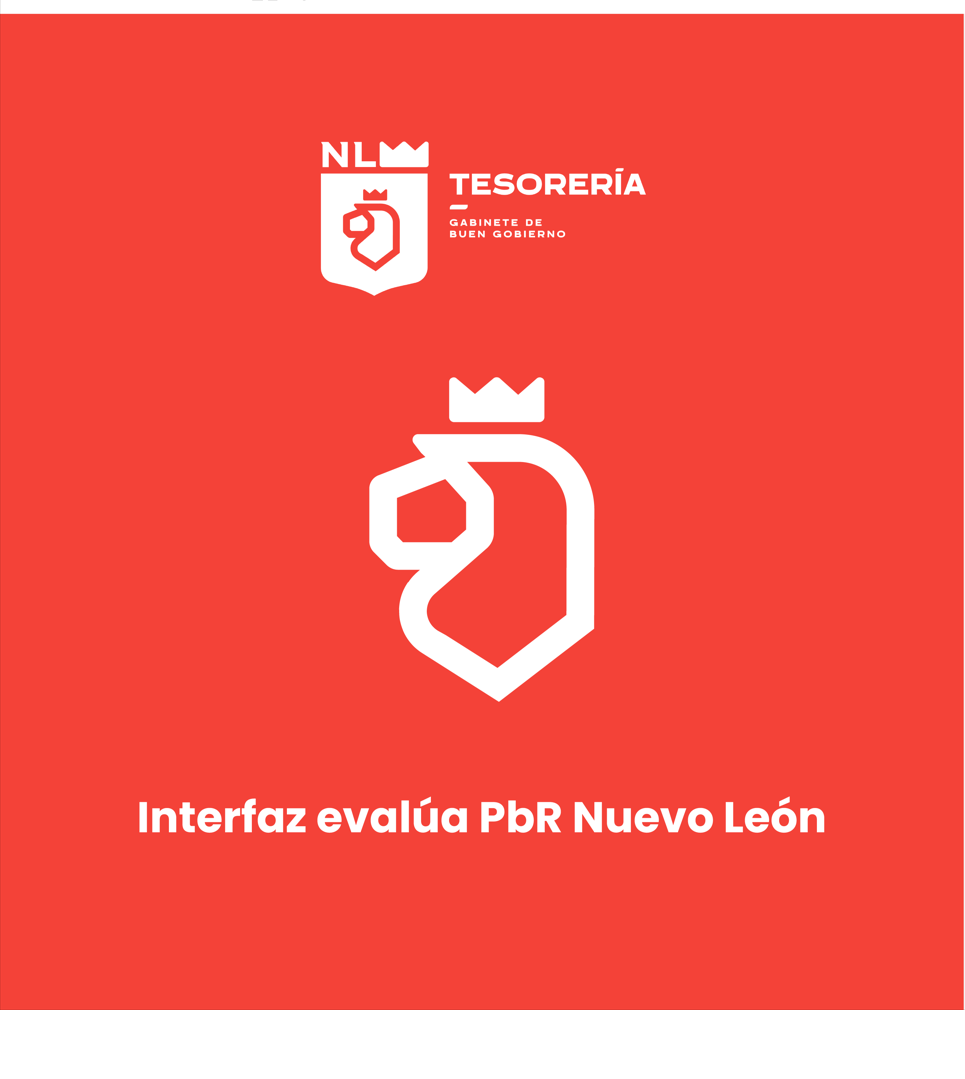 NL
TESORERÍA
GABINETE DE
BUEN GOBIERNO
Interfaz evalúa PbR Nuevo León